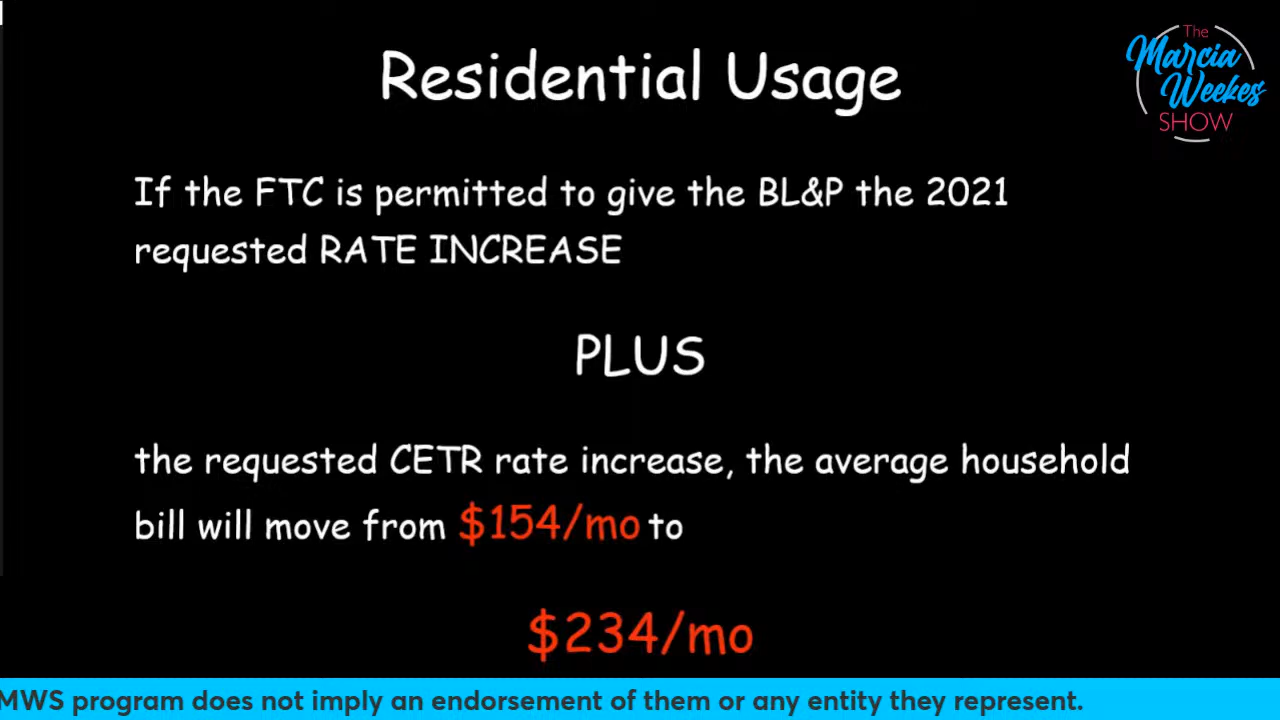 The
Marcia
Weekes
SHOW
Residential Usage
If the FTC is permitted to give the BL&P the 2021
requested RATE INCREASE
PLUS
the requested CETR rate increase, the average household
bill will move from $154/mo to
$234/mo
MWS program does not imply an endorsement of them or any entity they represent.